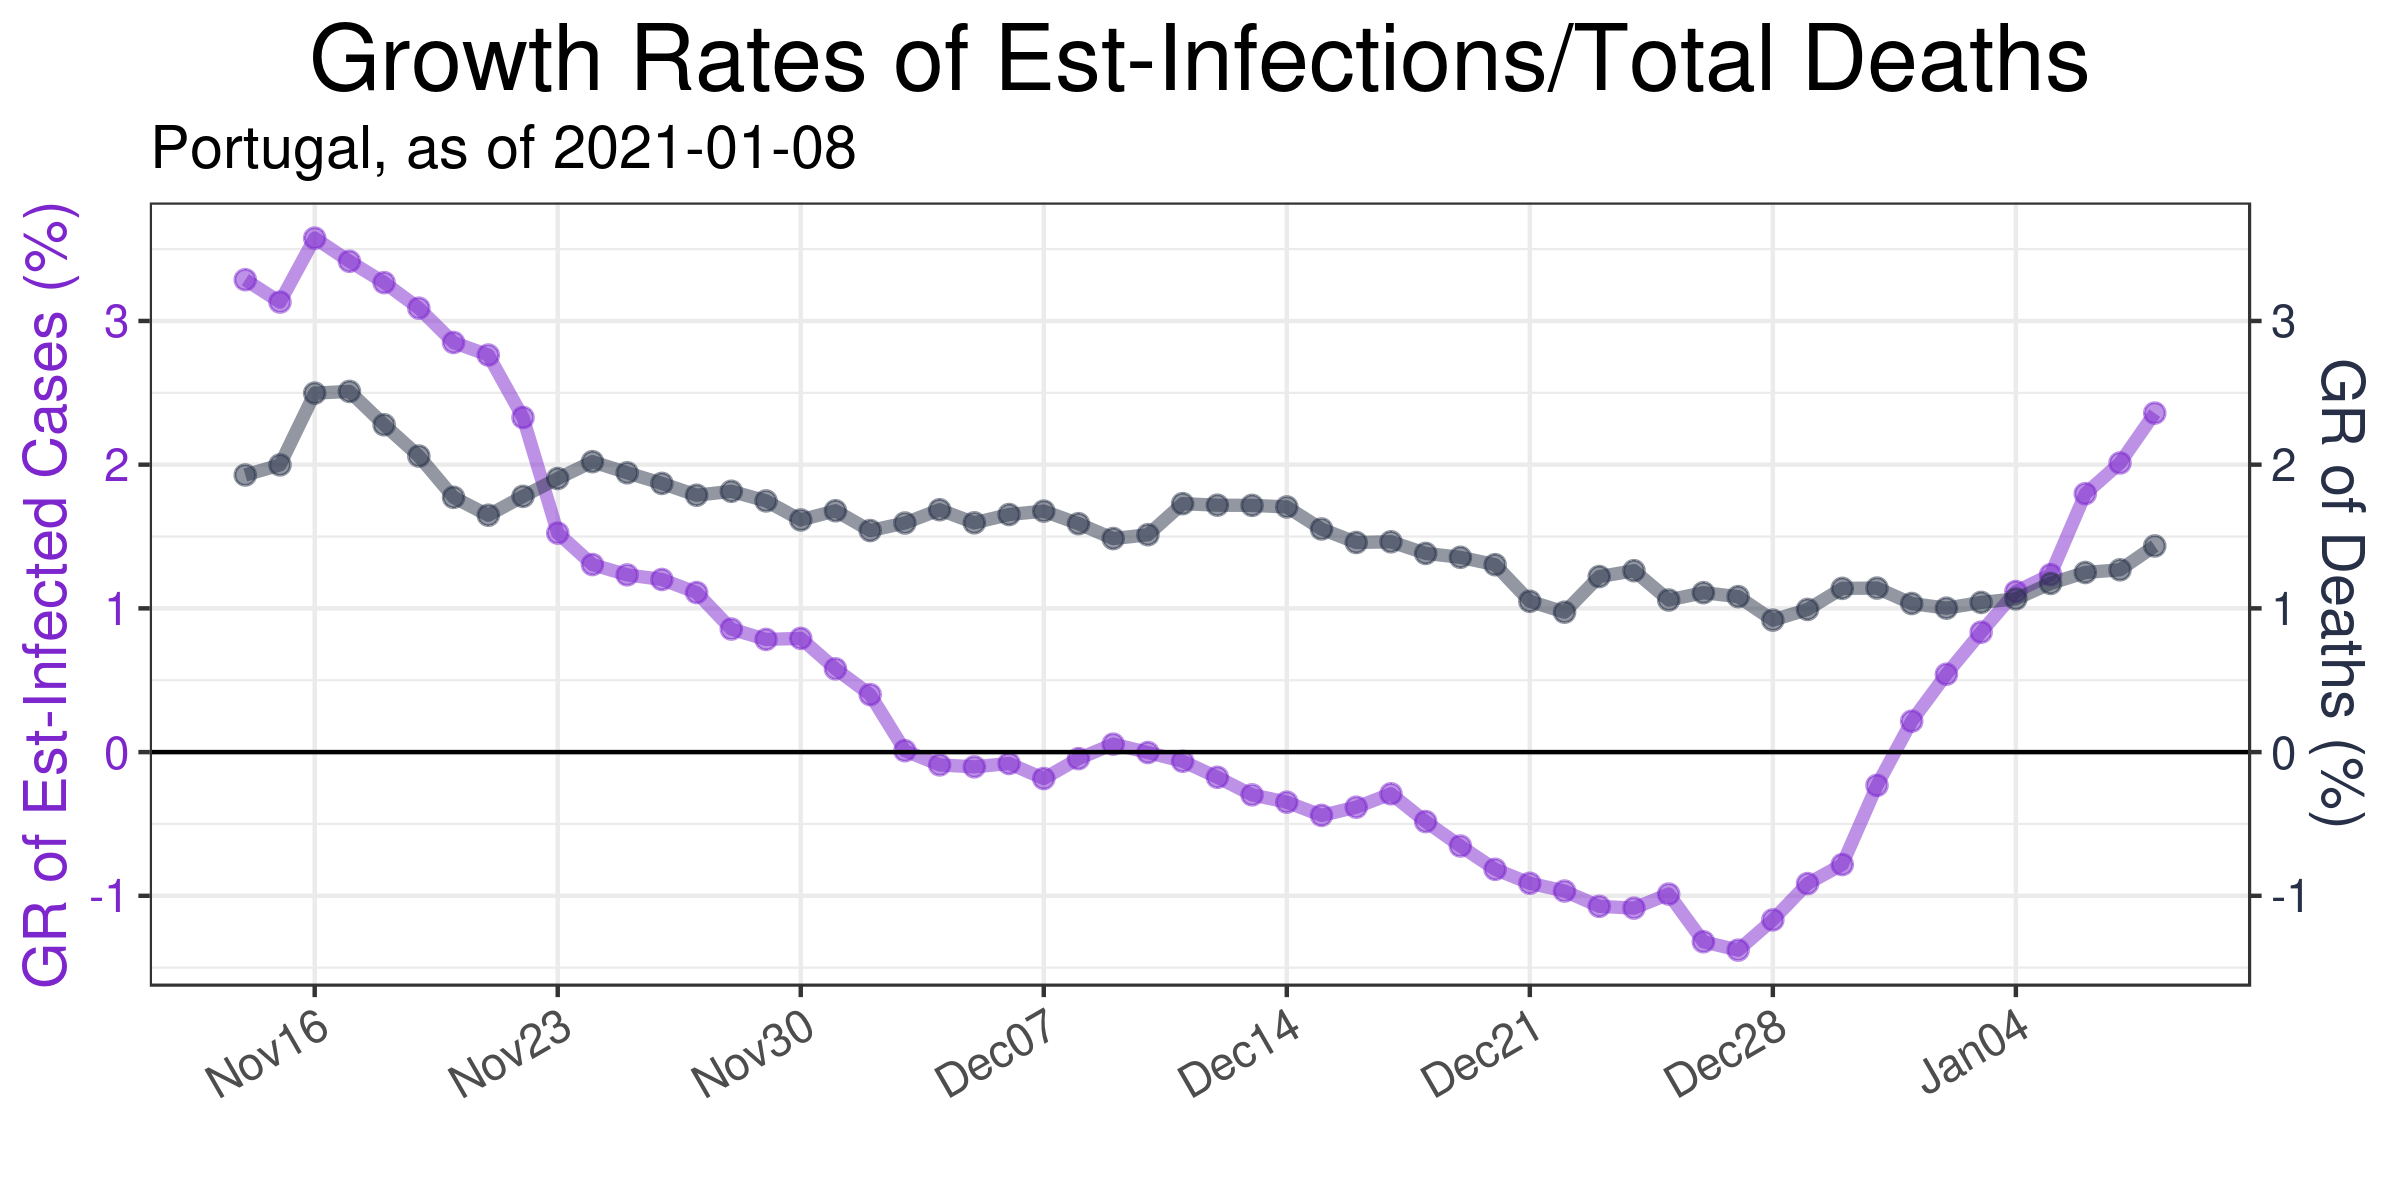 Growth Rates of Est-Infections/Total Deaths
Portugal, as of 2021-01-08
GR of Est-Infected Cases (%)
3
2
1
0
-1
3
2
1
0
-1
GR of Deaths (%)
Nov16
Nov23
Nov30
Dec07
Dec14
Dec21
Dec28
Jan04